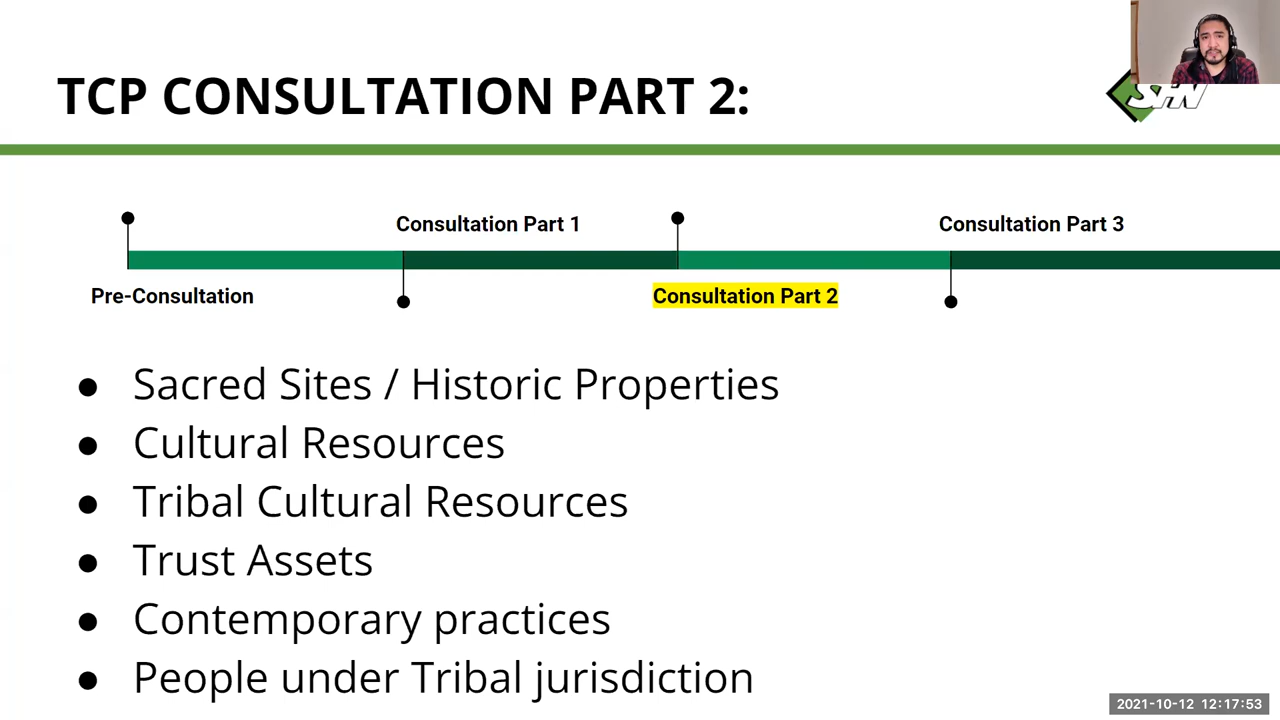 TCP CONSULTATION PART 2:
SHN
Consultation Part 1
Consultation Part 3
Pre-Consultation
Consultation Part 2
● Sacred Sites / Historic Properties
● Cultural Resources
● Tribal Cultural Resources
● Trust Assets
● Contemporary practices
● People under Tribal jurisdiction
2021-10-12 12:17:53